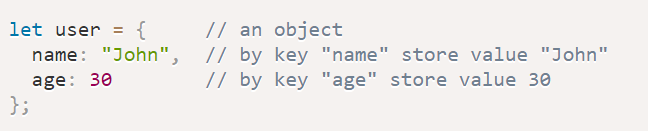 let user = {     // an object
  name: "John",  // by key "name" store value "John"
  age: 30        // by key "age" store value 30
};